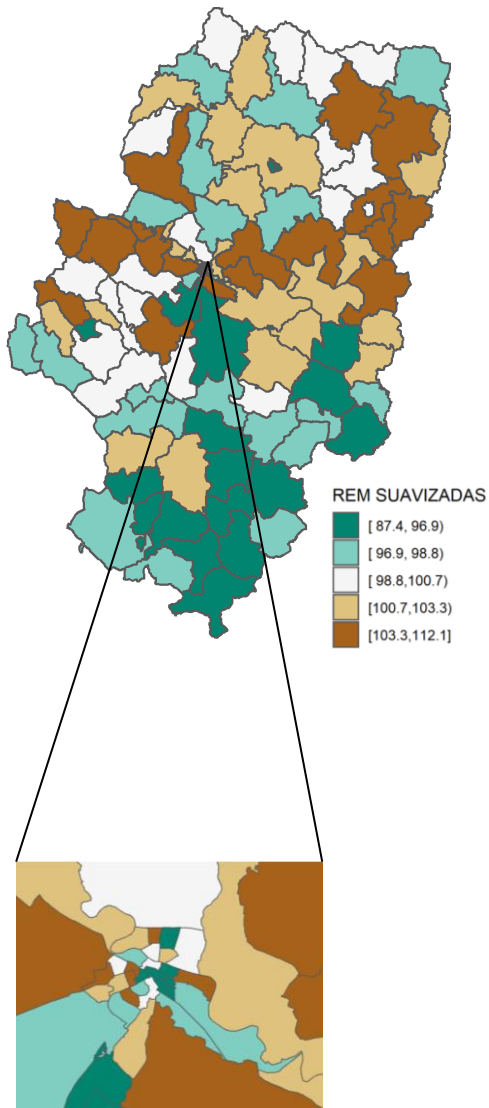 REM SUAVIZADAS
[ 87.4, 96.9)
[ 96.9, 98.8)
[ 98.8,100.7)
[100.7,103.3)
[103.3,112.1]